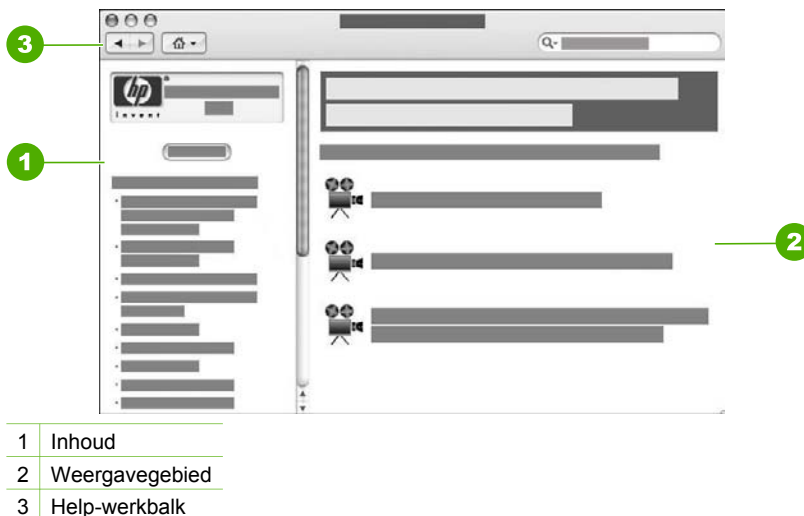 3
hp
invent
1
2
1 Inhoud
2 Weergavegebied
3 Help-werkbalk